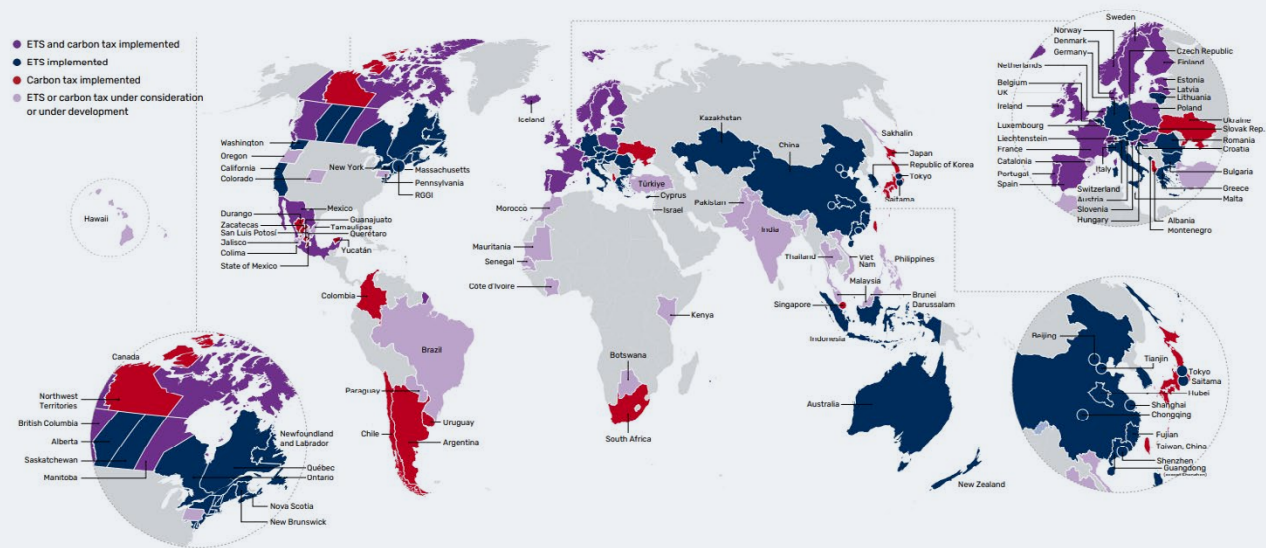 ETS and carbon tax implemented
ETS implemented
Carbon tax implemented
ETS or carbon tax under consideration
or under development
Hawaii
Washington
Oregon
California
Colorado
New York
Massachusetts
Pennsylvania
RGGI
Mexico
Durango
Zacatecas
San Luis Potosí
Jalisco
Colima
State of Mexico
Guanajuato
Tamaulipas
Querétaro
Yucatán
Colombia
Brazil
Paraguay
Uruguay
Chile
Argentina
Iceland
Morocco
Mauritania
Senegal
Côte d'Ivoire
Kenya
Botswana
South Africa
Türkiye
Cyprus
Israel
Kazakhstan
China
Pakistan
India
Thailand
Viet
Nam
Malaysia
Philippines
Brunei
Darussalam
Singapore
Indonesia
Australia
New Zealand
Sakhalin
Japan
Republic of Korea
Tokyo
Saitama
Canada
Northwest
Territories
British Columbia
Alberta
Saskatchewan
Manitoba
Newfoundland
and Labrador
Québec
Ontario
Nova Scotia
New Brunswick
Sweden
Norway
Denmark
Germany
Netherlands
Belgium
UK
Ireland
Luxembourg
Liechtenstein
France
Catalonia
Portugal
Spain
Czech Republic
Finland
Estonia
Latvia
Lithuania
Poland
Ukraine
Slovak Rep.
Romania
Croatia
Bulgaria
Greece
Malta
Italy
Switzerland
Austria
Slovenia
Hungary
Albania
Montenegro
Beijing
Tianjin
Tokyo
Saitama
Hubei
Shanghai
Chongqing
Fujian
Taiwan, China
Shenzhen
Guangdong